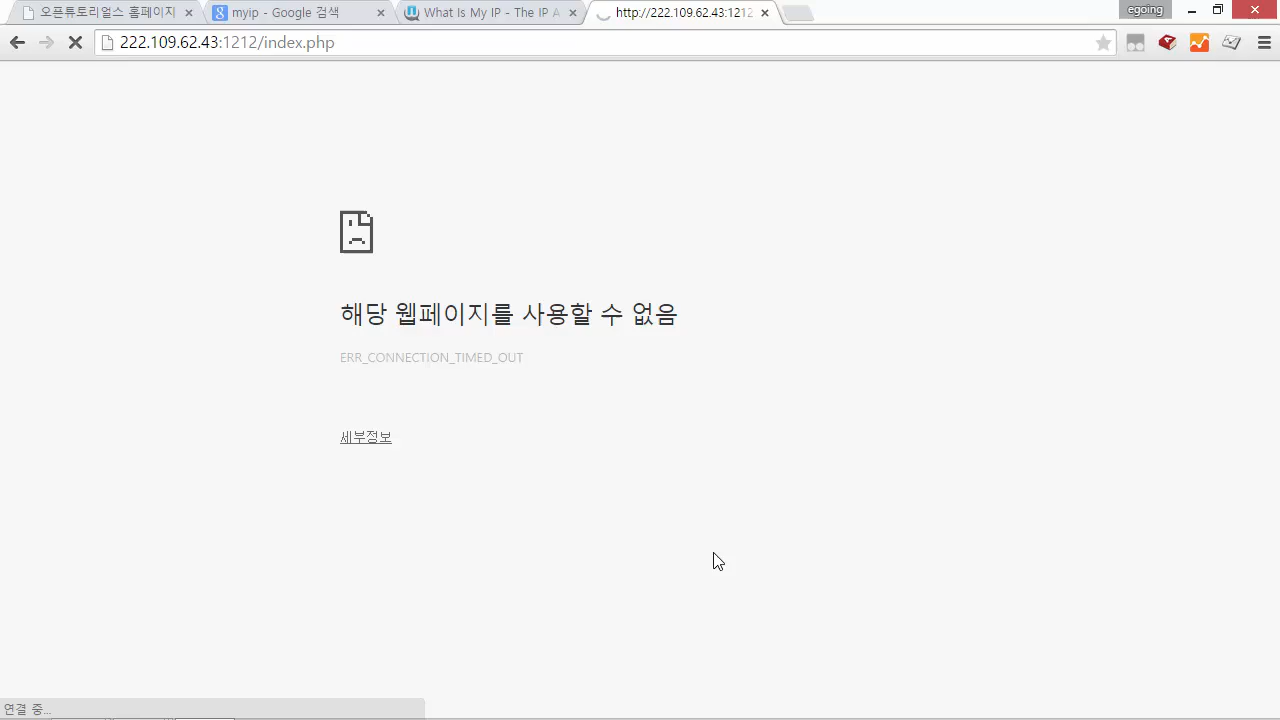 오픈튜토리얼스 홈페이지
myip - Google 검색
What Is My IP - The IP A
http://222.109.62.43:1212
egoing
222.109.62.43:1212/index.php
해당 웹페이지를 사용할 수 없음
ERR_CONNECTION_TIMED_OUT
세부정보
연결 중...